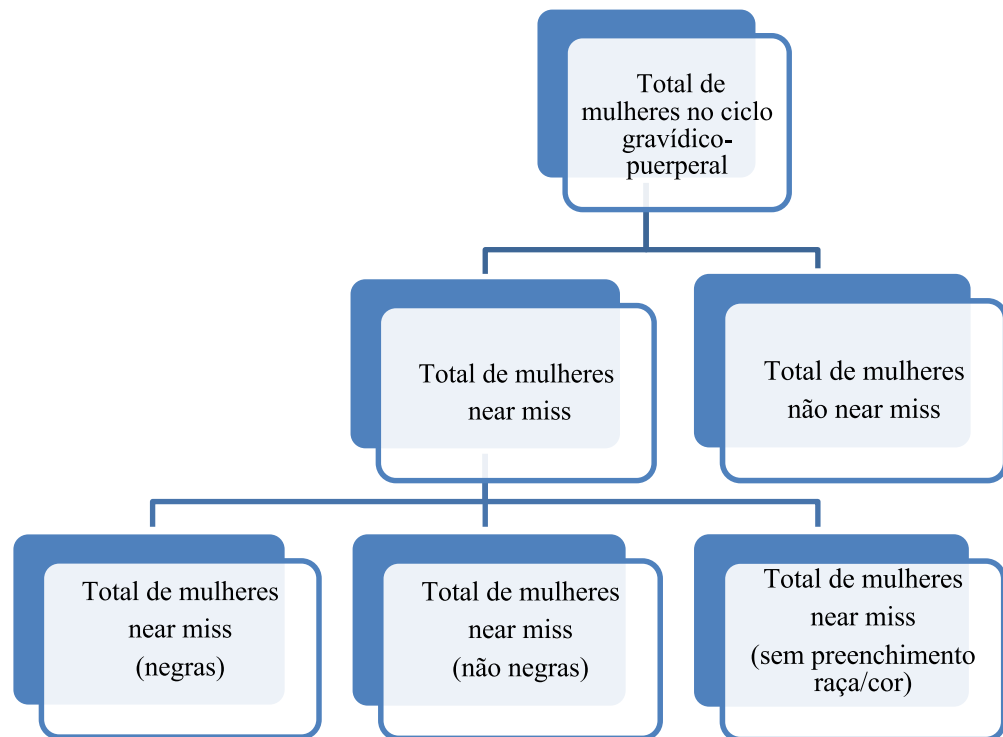 Total de
mulheres no ciclo
gravídico-
puerperal
Total de mulheres
near miss
Total de mulheres
não near miss
Total de mulheres
near miss
(negras)
Total de mulheres
near miss
(não negras)
Total de mulheres
near miss
(sem preenchimento
raça/cor)